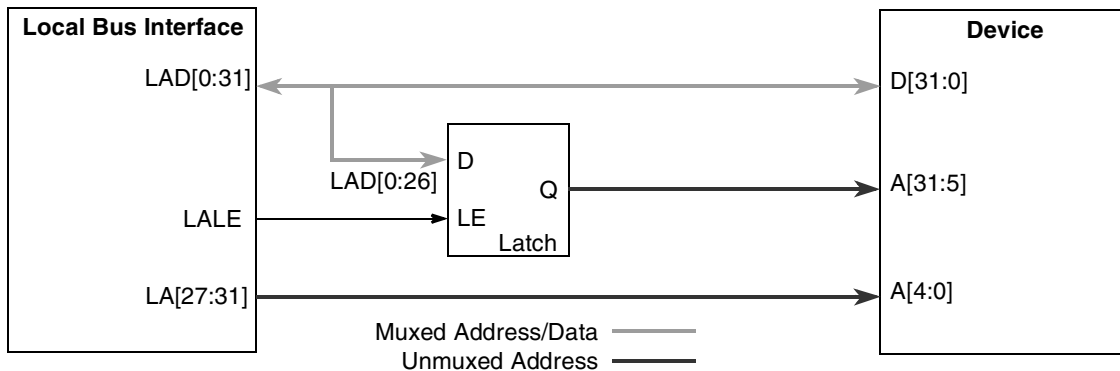 Local Bus Interface
Device
LAD[0:31]
D[31:0]
D
LAD[0:26]
Q
A[31:5]
LALE
LE
Latch
LA[27:31]
A[4:0]
Muxed Address/Data
Unmuxed Address